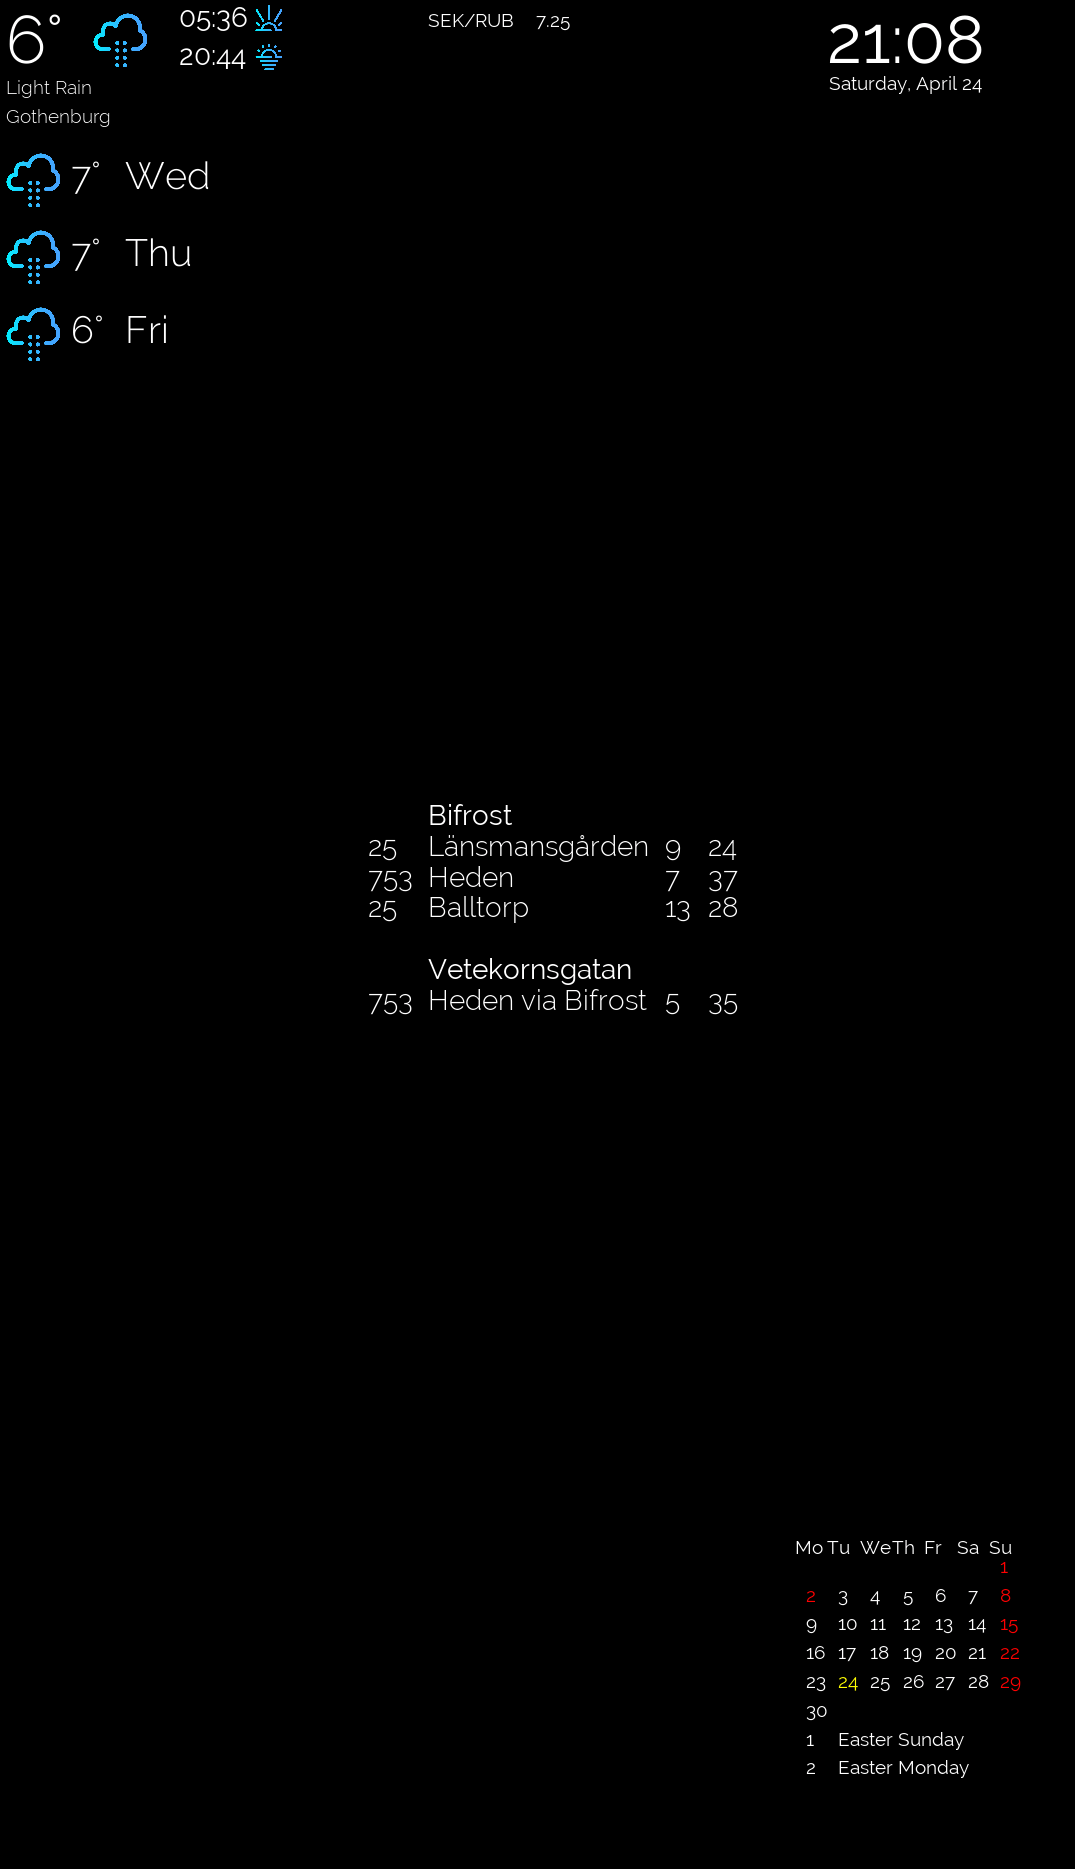 6° 05:36 SEK/RUB 7.25 21:08
20:44
Light Rain Saturday, April 24
Gothenburg
7° Wed
7° Thu
6° Fri
Bifrost
25 Länsmansgården 9 24
753 Heden 7 37
25 Balltorp 13 28
Vetekornsgatan
753 Heden via Bifrost 5 35
Mo Tu We Th Fr Sa Su
1
2 3 4 5 6 7 8
9 10 11 12 13 14 15
16 17 18 19 20 21 22
23 24 25 26 27 28 29
30
1 Easter Sunday
2 Easter Monday